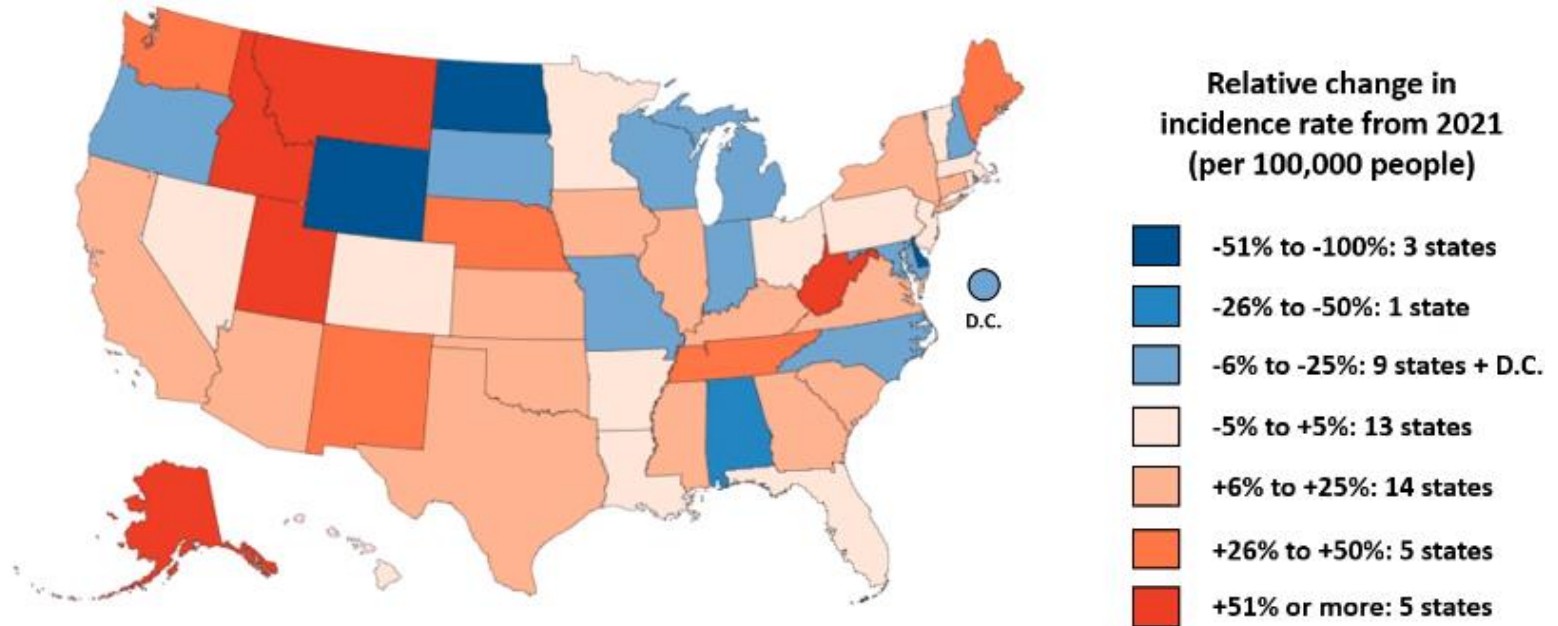 Relative change in
incidence rate from 2021
(per 100,000 people)
-51% to -100%: 3 states
-26% to -50%: 1 state
-6% to -25%: 9 states + D.C.
-5% to +5%: 13 states
+6% to +25%: 14 states
+26% to +50%: 5 states
+51% or more: 5 states
D.C.